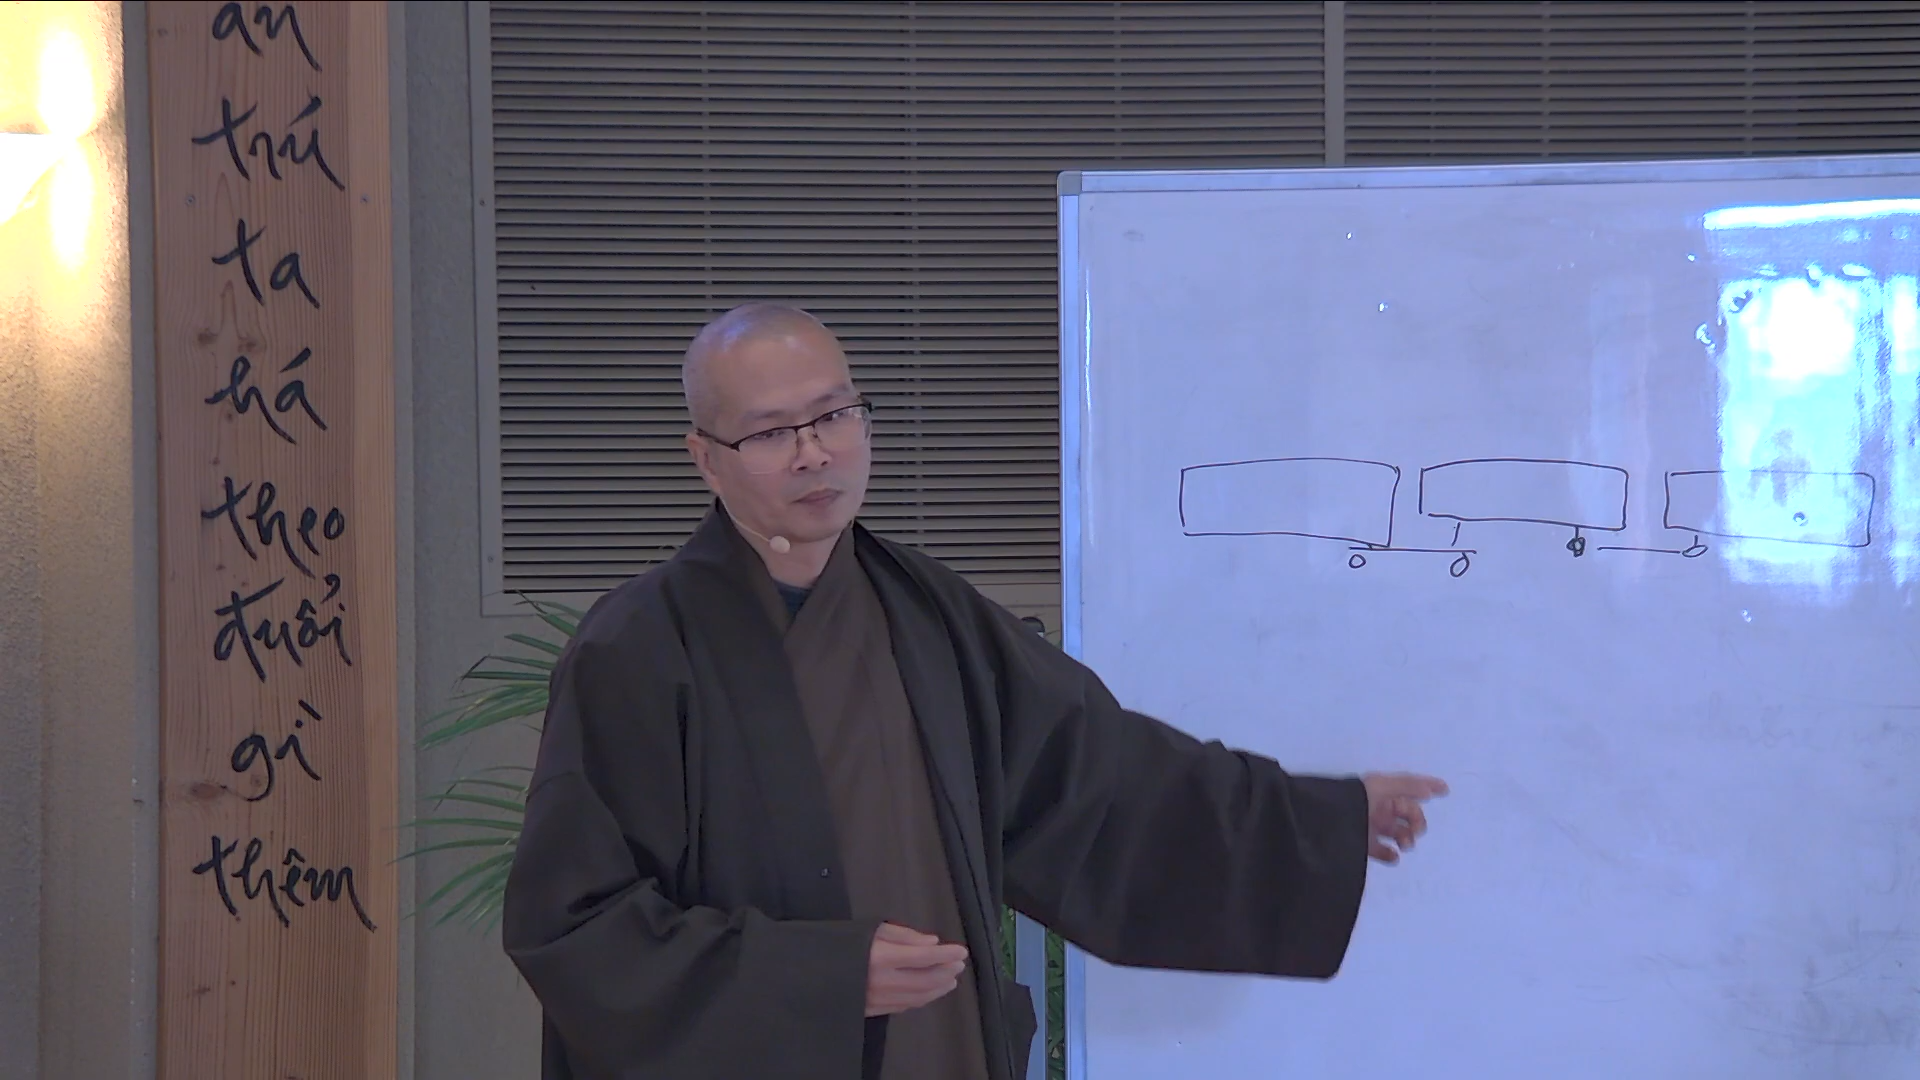 an
trú
ta
há
theo
đuổi
gì
thêm